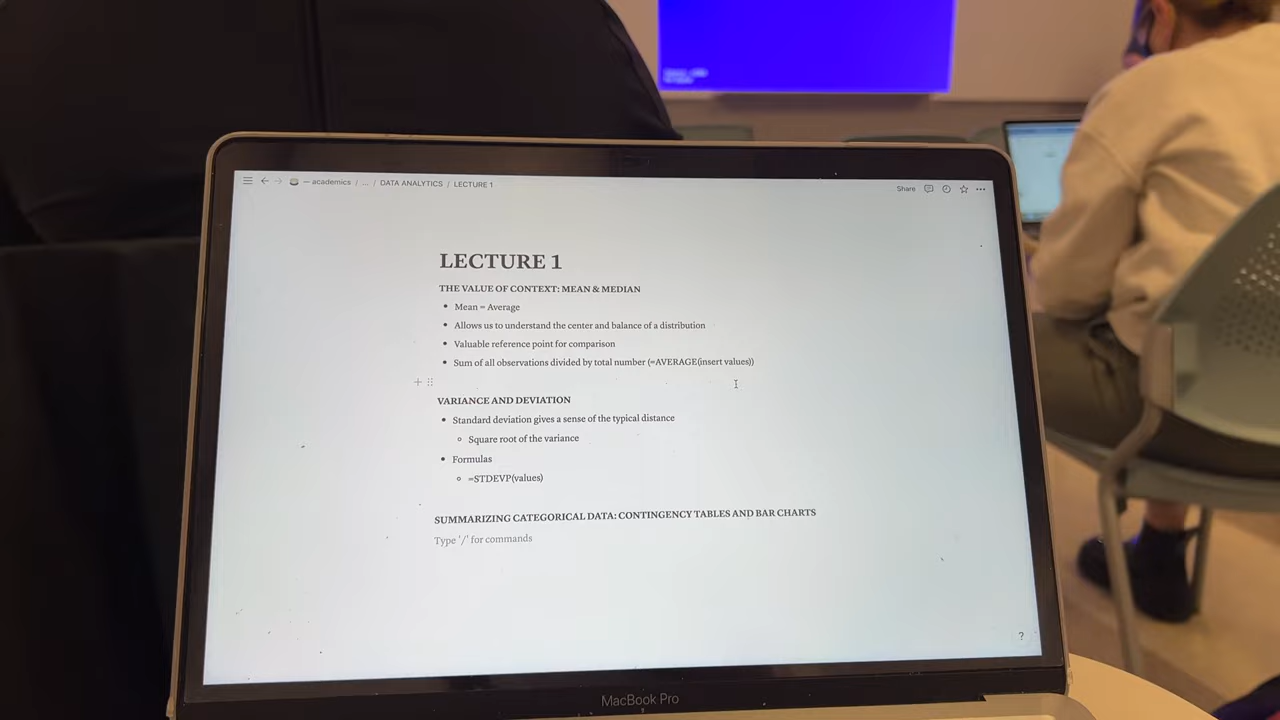 — academics / ... / DATA ANALYTICS / LECTURE 1
Share
LECTURE 1
THE VALUE OF CONTEXT: MEAN & MEDIAN
Mean = Average
Allows us to understand the center and balance of a distribution
Valuable reference point for comparison
Sum of all observations divided by total number (=AVERAGE(insert values))
VARIANCE AND DEVIATION
Standard deviation gives a sense of the typical distance
Square root of the variance
Formulas
=STDEVP(values)
SUMMARIZING CATEGORICAL DATA: CONTINGENCY TABLES AND BAR CHARTS
Type '/' for commands
?
MacBook Pro